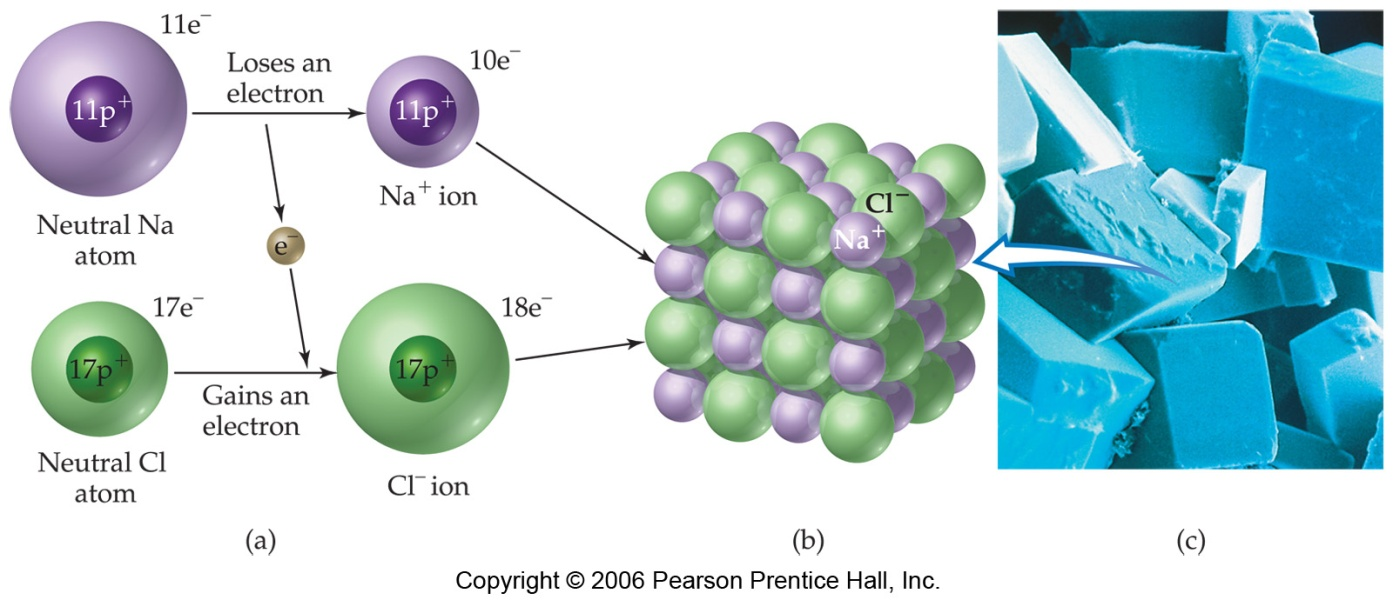 11e⁻
11p⁺
Loses an
electron
10e⁻
11p⁺
Neutral Na
atom
Na⁺ ion
e⁻
17e⁻
17p⁺
Gains an
electron
18e⁻
17p⁺
Neutral Cl
atom
Cl⁻ ion
Cl⁻
Na⁺
(a)
(b)
(c)
Copyright © 2006 Pearson Prentice Hall, Inc.